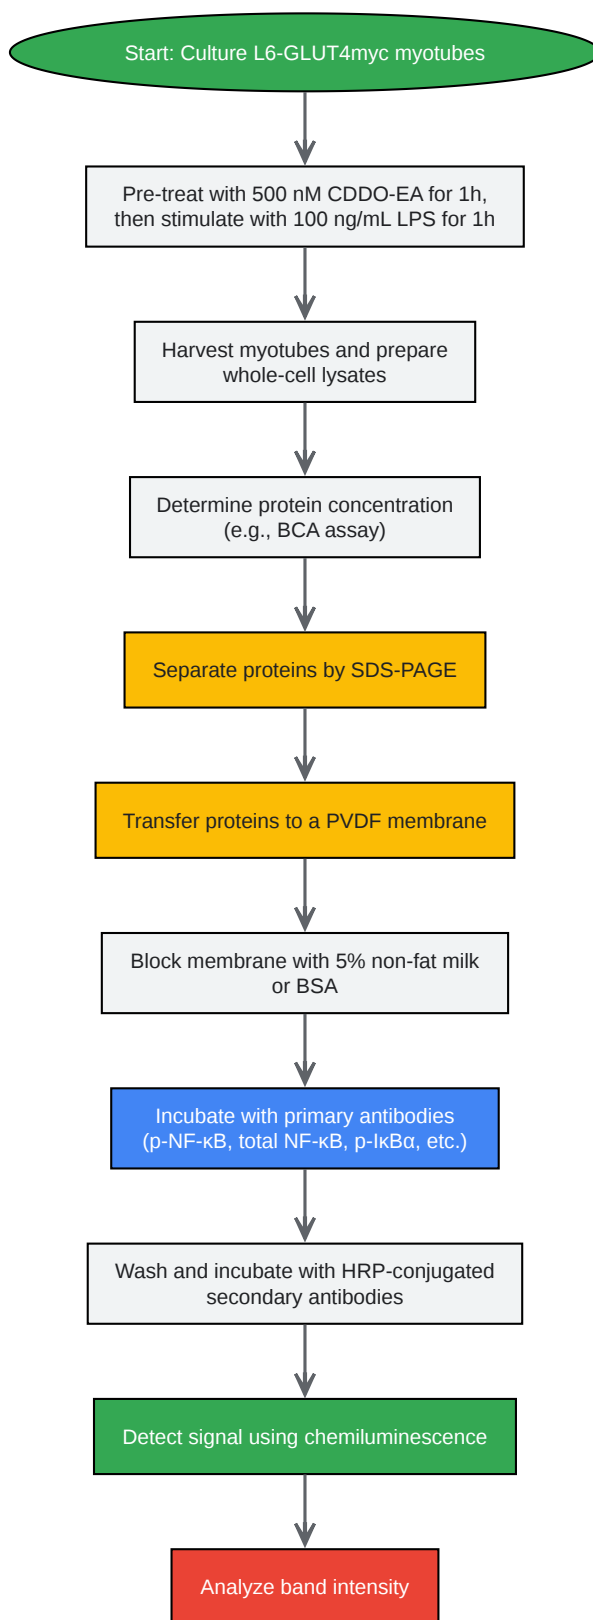 Start: Culture L6-GLUT4myc myotubes
Pre-treat with 500 nM CDDO-EA for 1h,
then stimulate with 100 ng/mL LPS for 1h
Harvest myotubes and prepare
whole-cell lysates
Determine protein concentration
(e.g., BCA assay)
Separate proteins by SDS-PAGE
Transfer proteins to a PVDF membrane
Block membrane with 5% non-fat milk
or BSA
Incubate with primary antibodies
(p-NF-κB, total NF-κB, p-IκBα, etc.)
Wash and incubate with HRP-conjugated
secondary antibodies
Detect signal using chemiluminescence
Analyze band intensity